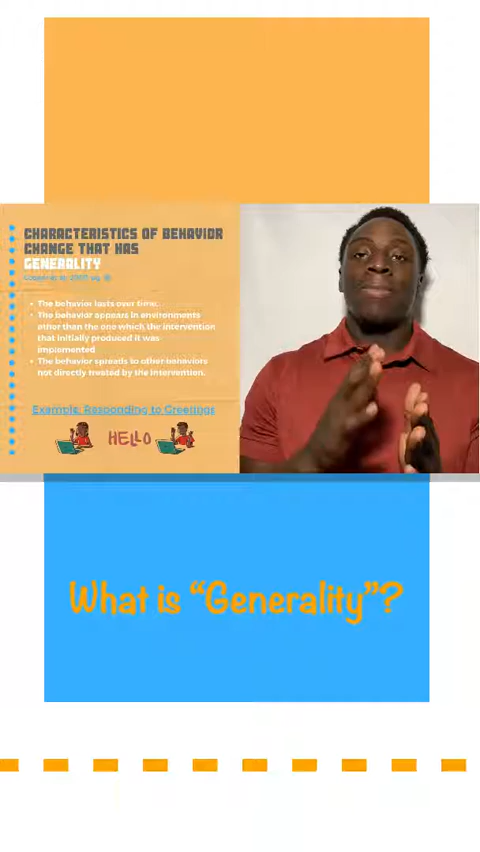 CHARACTERISTICS OF BEHAVIOR
CHANGE THAT HAS
GENERALITY
• The behavior lasts over time.
• The behavior appears in environments
other than the one which the intervention
that initially produced it was
implemented
• The behavior spreads to other behaviors
not directly treated by the intervention.
Example: Responding to Greetings
HELLO
What is “Generality”?